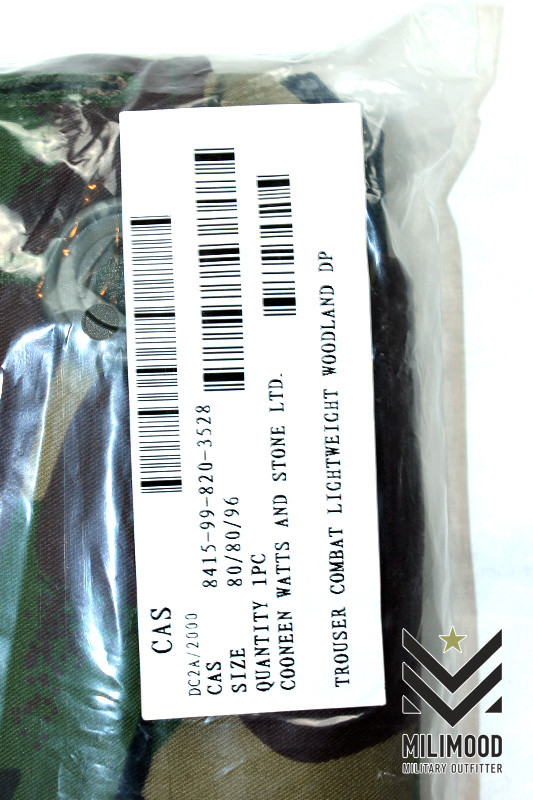 CAS
DC2A/2000
CAS 8415-99-820-3528
SIZE 80/80/96
QUANTITY 1PC
COONEEN WATTS AND STONE LTD.
TROUSER COMBAT LIGHTWEIGHT WOODLAND DP
MILIMOOD
MILITARY OUTFITTER